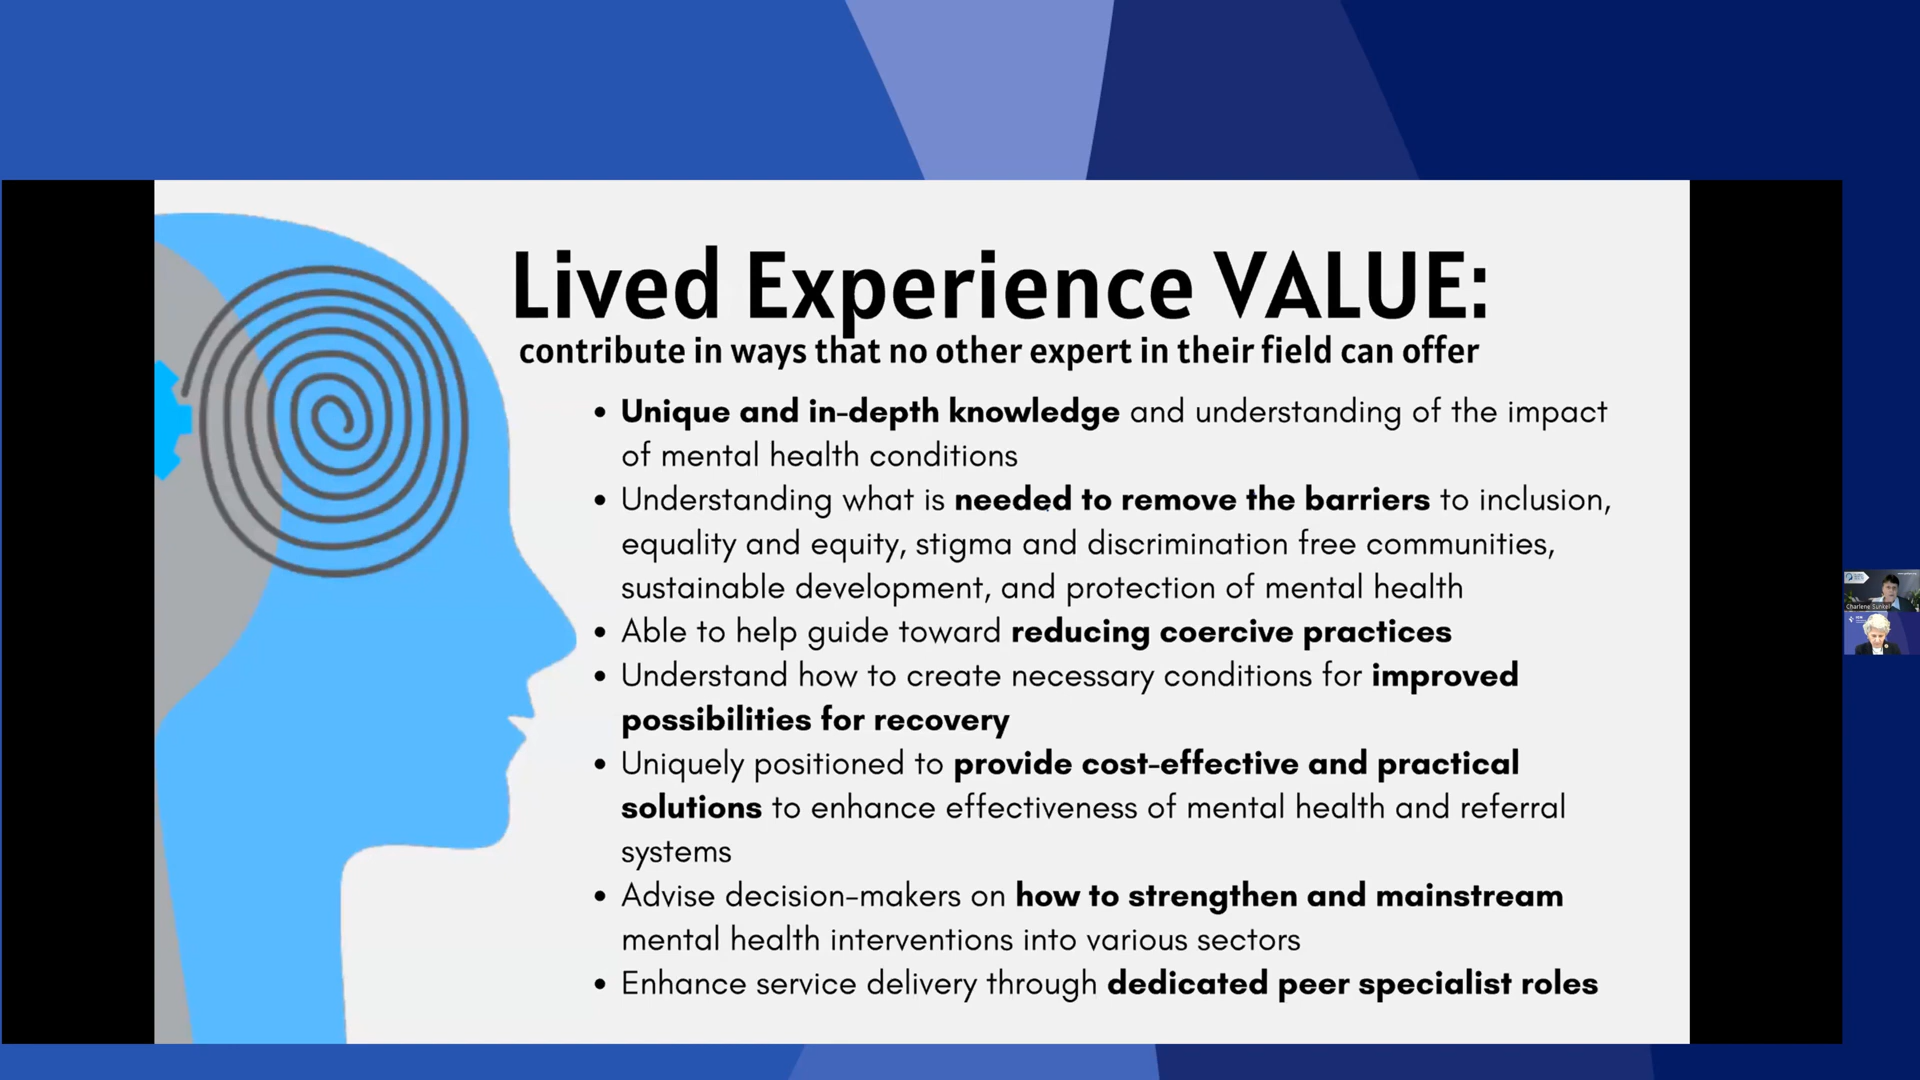 Lived Experience VALUE:
contribute in ways that no other expert in their field can offer
• Unique and in-depth knowledge and understanding of the impact
of mental health conditions
• Understanding what is needed to remove the barriers to inclusion,
equality and equity, stigma and discrimination free communities,
sustainable development, and protection of mental health
• Able to help guide toward reducing coercive practices
• Understand how to create necessary conditions for improved
possibilities for recovery
• Uniquely positioned to provide cost-effective and practical
solutions to enhance effectiveness of mental health and referral
systems
• Advise decision-makers on how to strengthen and mainstream
mental health interventions into various sectors
• Enhance service delivery through dedicated peer specialist roles
Charlene Sunkel